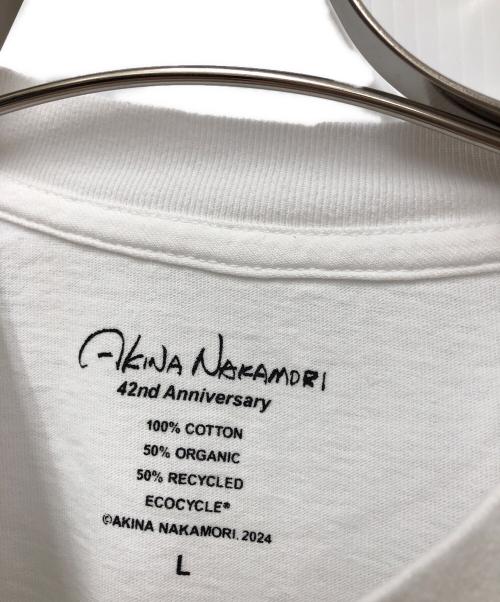 AKINA NAKAMORI
42nd Anniversary
100% COTTON
50% ORGANIC
50% RECYCLED
ECOCYCLE®
©AKINA NAKAMORI. 2024
L